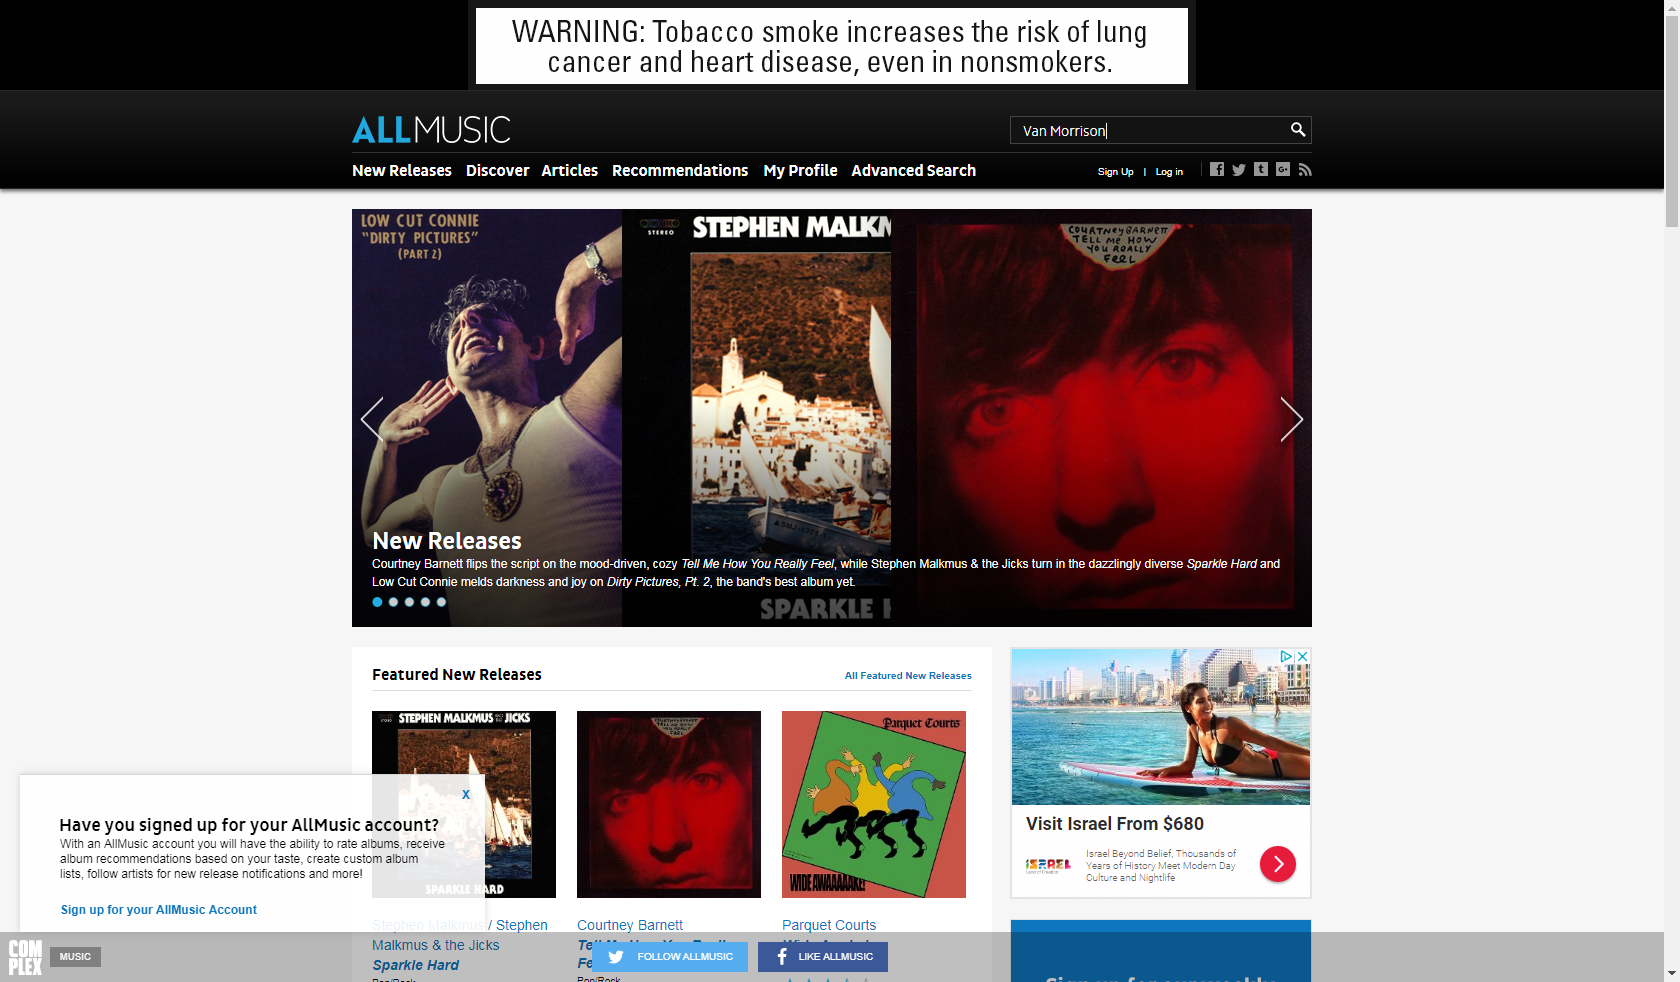 WARNING: Tobacco smoke increases the risk of lung
cancer and heart disease, even in nonsmokers.
ALLMUSIC
Van Morrison
New Releases Discover Articles Recommendations My Profile Advanced Search
Sign Up | Log in
LOW CUT CONNIE
"DIRTY PICTURES"
(PART 2)
STEREO
STEPHEN MALKM
COURTNEY BARNETT
TELL ME HOW
YOU REALLY
FEEL
New Releases
Courtney Barnett flips the script on the mood-driven, cozy Tell Me How You Really Feel, while Stephen Malkmus & the Jicks turn in the dazzlingly diverse Sparkle Hard and
Low Cut Connie melds darkness and joy on Dirty Pictures, Pt. 2, the band's best album yet.
SPARKLE H
Featured New Releases
All Featured New Releases
STEPHEN MALKMUS AND THE JICKS
SPARKLE HARD
Parquet Courts
WIDE AWAAAAAKE!
Stephen Malkmus / Stephen
Malkmus & the Jicks
Sparkle Hard
Pop/Rock
Courtney Barnett
Pop/Rock
Parquet Courts
Visit Israel From $680
ISRAEL
Land of Creation
Israel Beyond Belief, Thousands of
Years of History Meet Modern Day
Culture and Nightlife
X
Have you signed up for your AllMusic account?
With an AllMusic account you will have the ability to rate albums, receive
album recommendations based on your taste, create custom album
lists, follow artists for new release notifications and more!
Sign up for your AllMusic Account
COM
PLEX
MUSIC
FOLLOW ALLMUSIC
LIKE ALLMUSIC